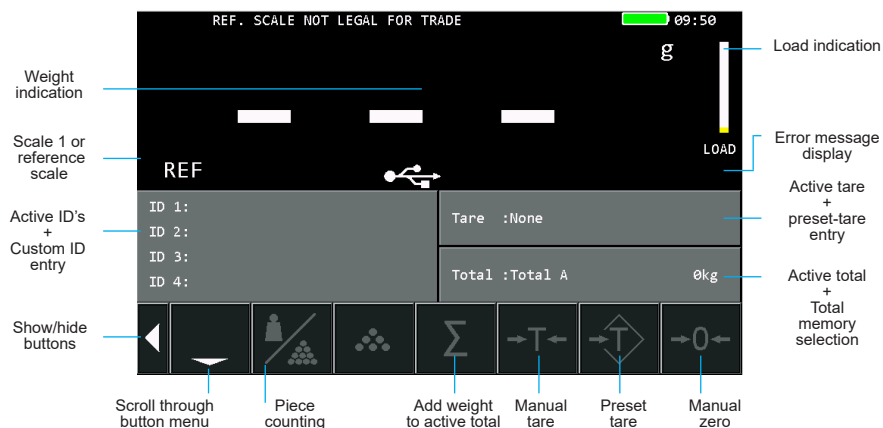 REF. SCALE NOT LEGAL FOR TRADE
09:50
g
Load indication
Weight
indication
Scale 1 or
reference
scale
LOAD
Error message
display
REF
Active ID's
+
Custom ID
entry
ID 1:
ID 2:
ID 3:
ID 4:
Tare :None
Active tare
+
preset-tare
entry
Total :Total A 0kg
Active total
+
Total
memory
selection
Show/hide
buttons
Σ
→T←
→T←
→0←
Scroll through
button menu
Piece
counting
Add weight
to active total
Manual
tare
Preset
tare
Manual
zero